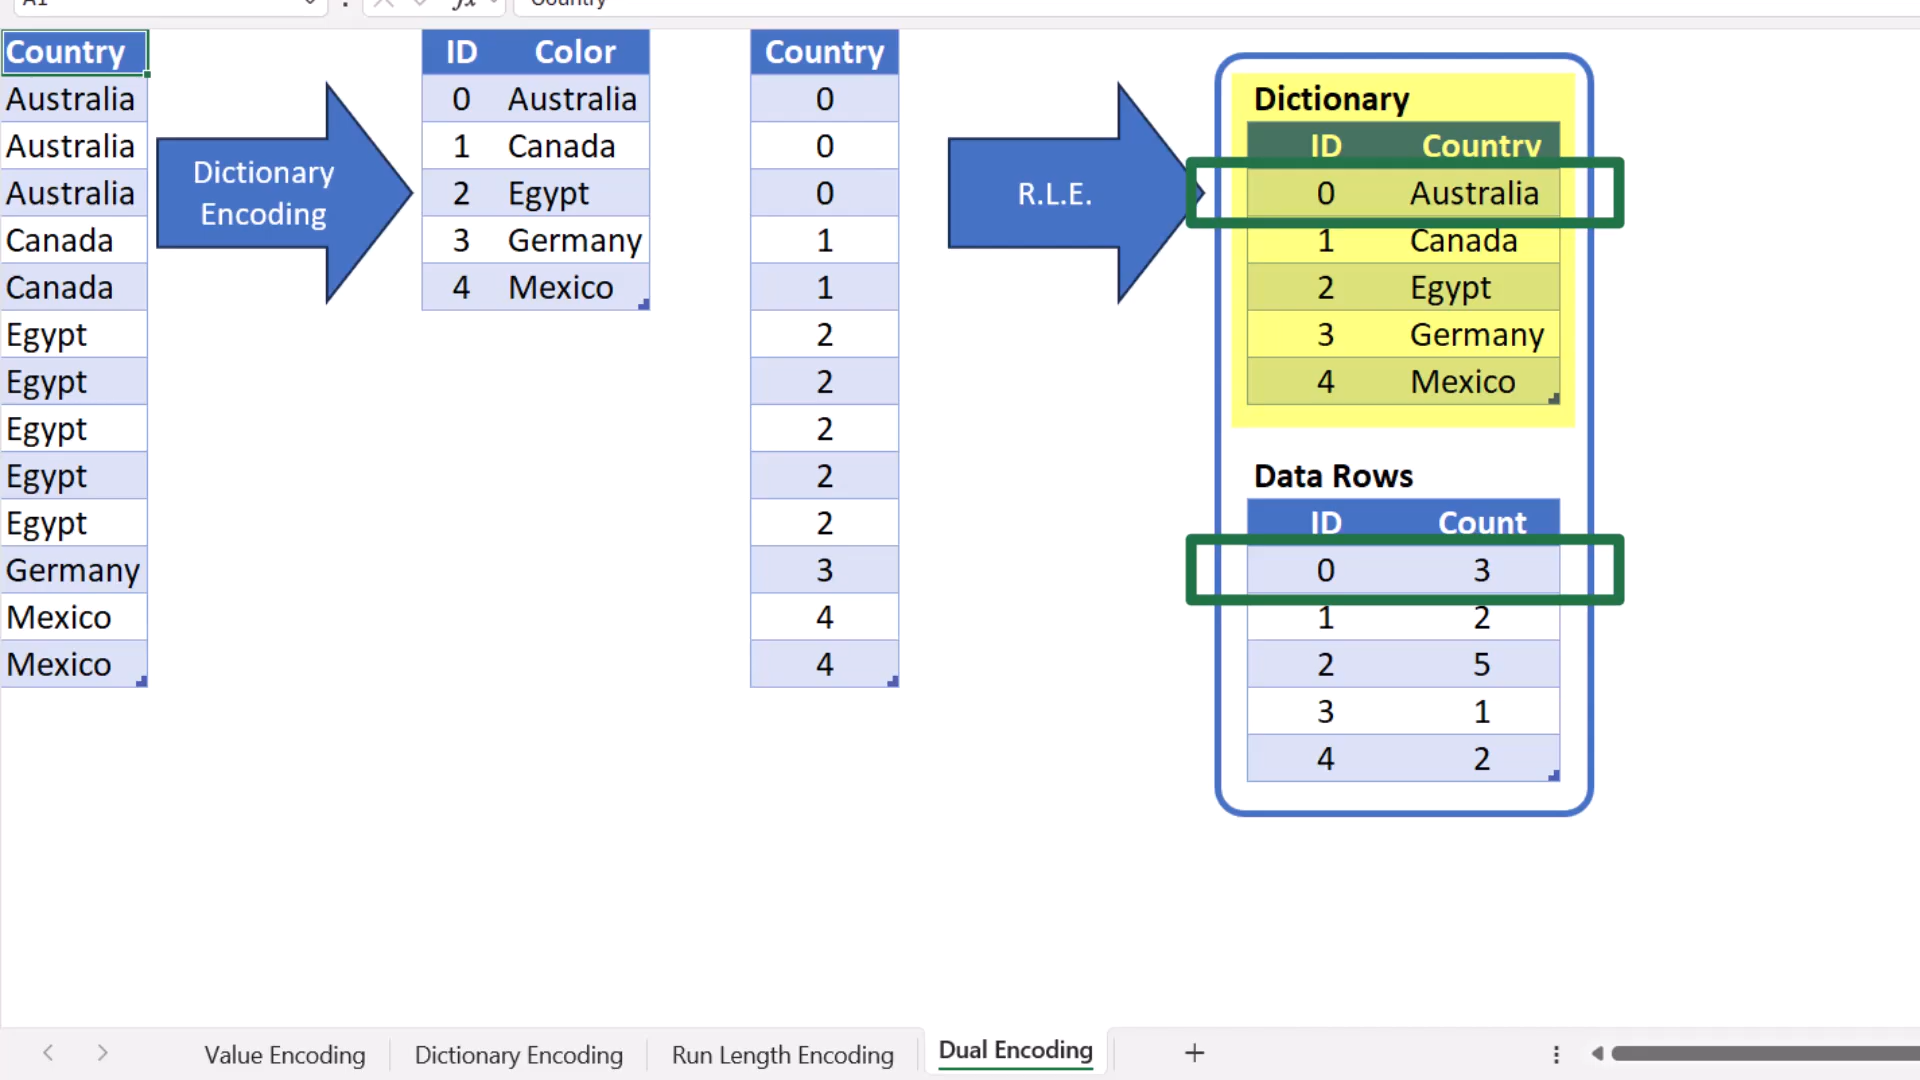 Country
Australia
Australia
Australia
Canada
Canada
Egypt
Egypt
Egypt
Egypt
Egypt
Germany
Mexico
Mexico
Dictionary
Encoding
ID Color
0 Australia
1 Canada
2 Egypt
3 Germany
4 Mexico
Country
0
0
0
1
1
2
2
2
2
2
3
4
4
R.L.E.
Dictionary
ID Country
0 Australia
1 Canada
2 Egypt
3 Germany
4 Mexico
Data Rows
ID Count
0 3
1 2
2 5
3 1
4 2
Value Encoding
Dictionary Encoding
Run Length Encoding
Dual Encoding